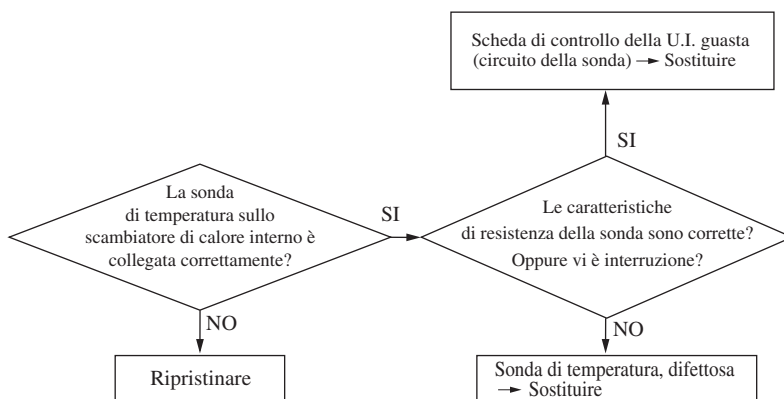 Scheda di controllo della U.I. guasta
(circuito della sonda) → Sostituire
SI
La sonda
di temperatura sullo
scambiatore di calore interno è
collegata correttamente?
SI
Le caratteristiche
di resistenza della sonda sono corrette?
Oppure vi è interruzione?
NO
NO
Ripristinare
Sonda di temperatura, difettosa
→ Sostituire